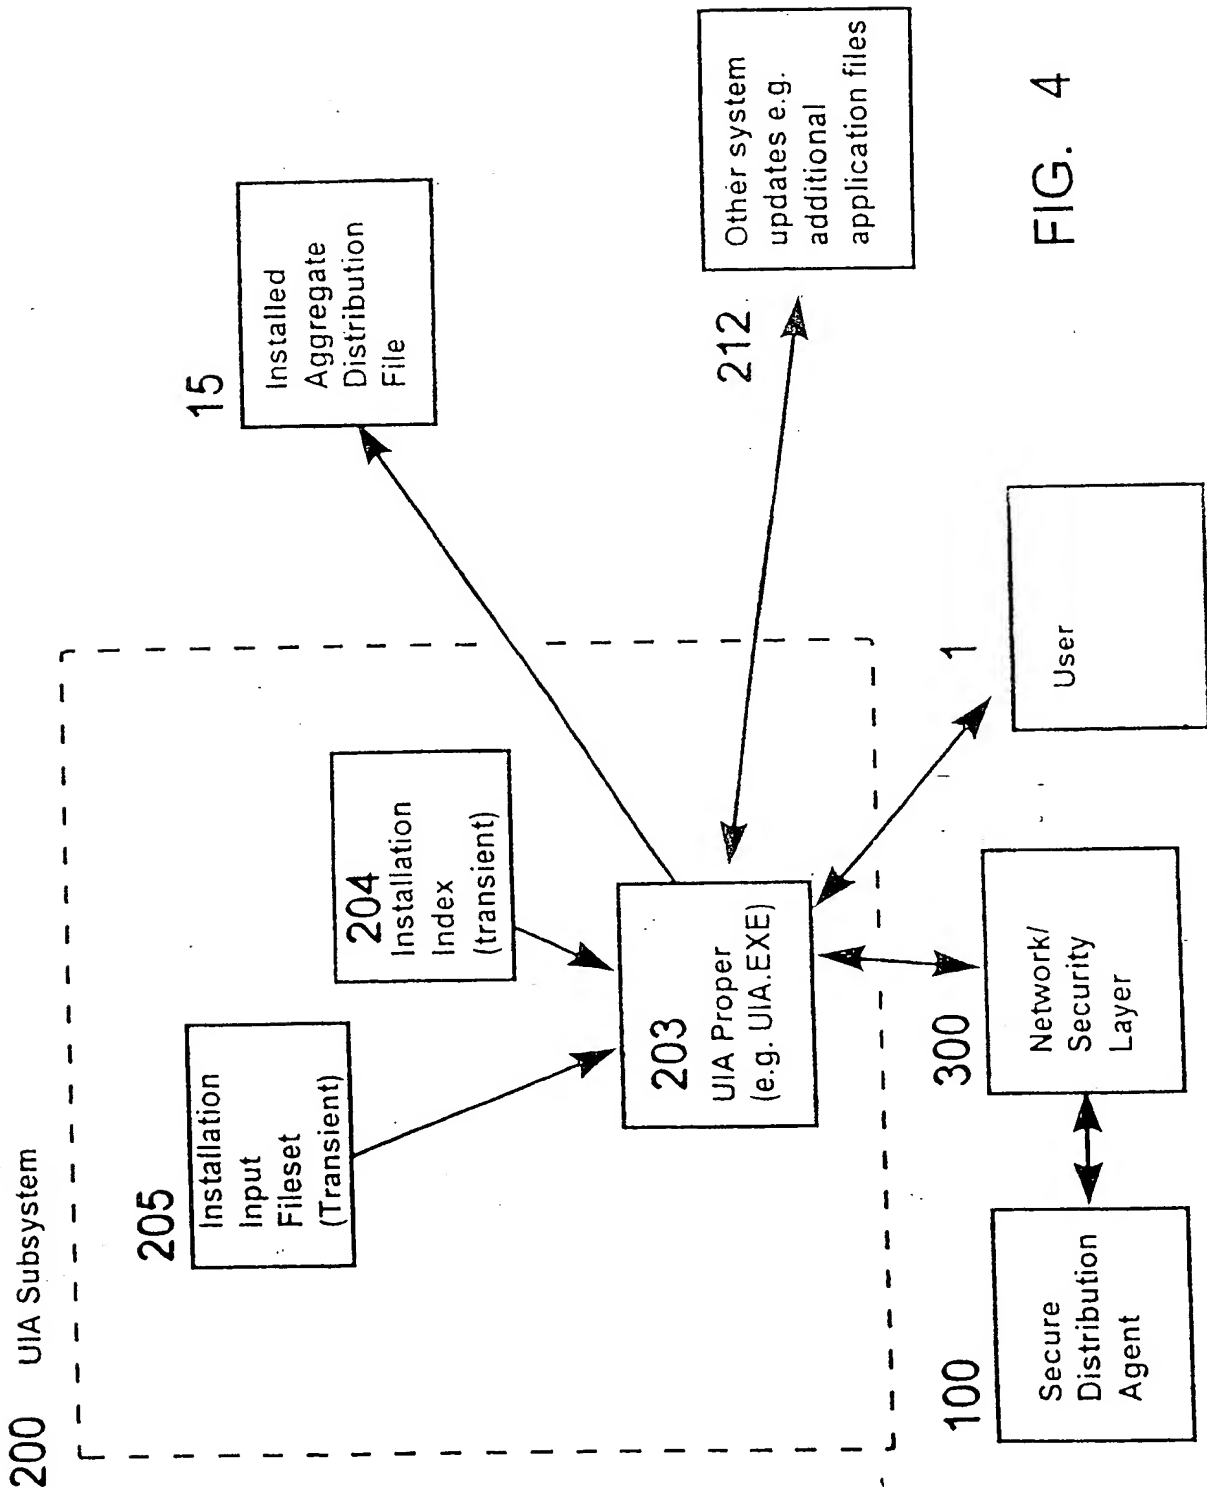 200 UIA Subsystem
205
Installation
Input
Fileset
(Transient)
204
Installation
Index
(transient)
15
Installed
Aggregate
Distribution
File
203
UIA Proper
(e.g. UIA.EXE)
212
Other system
updates e.g.
additional
application files
100
Secure
Distribution
Agent
300
Network/
Security
Layer
1
User
FIG. 4